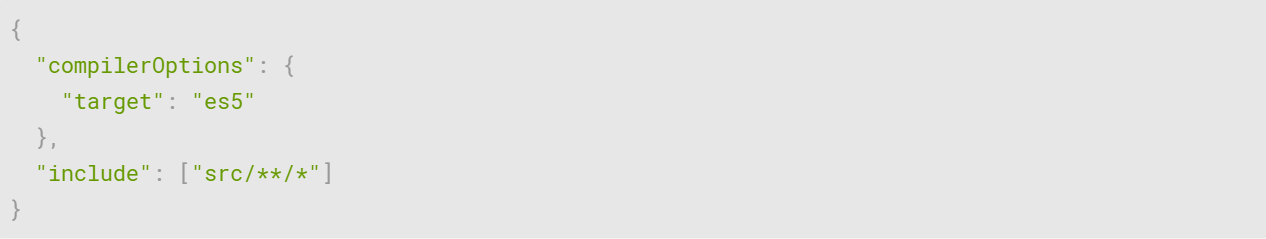 {
  "compilerOptions": {
    "target": "es5"
  },
  "include": ["src/**/*"]
}